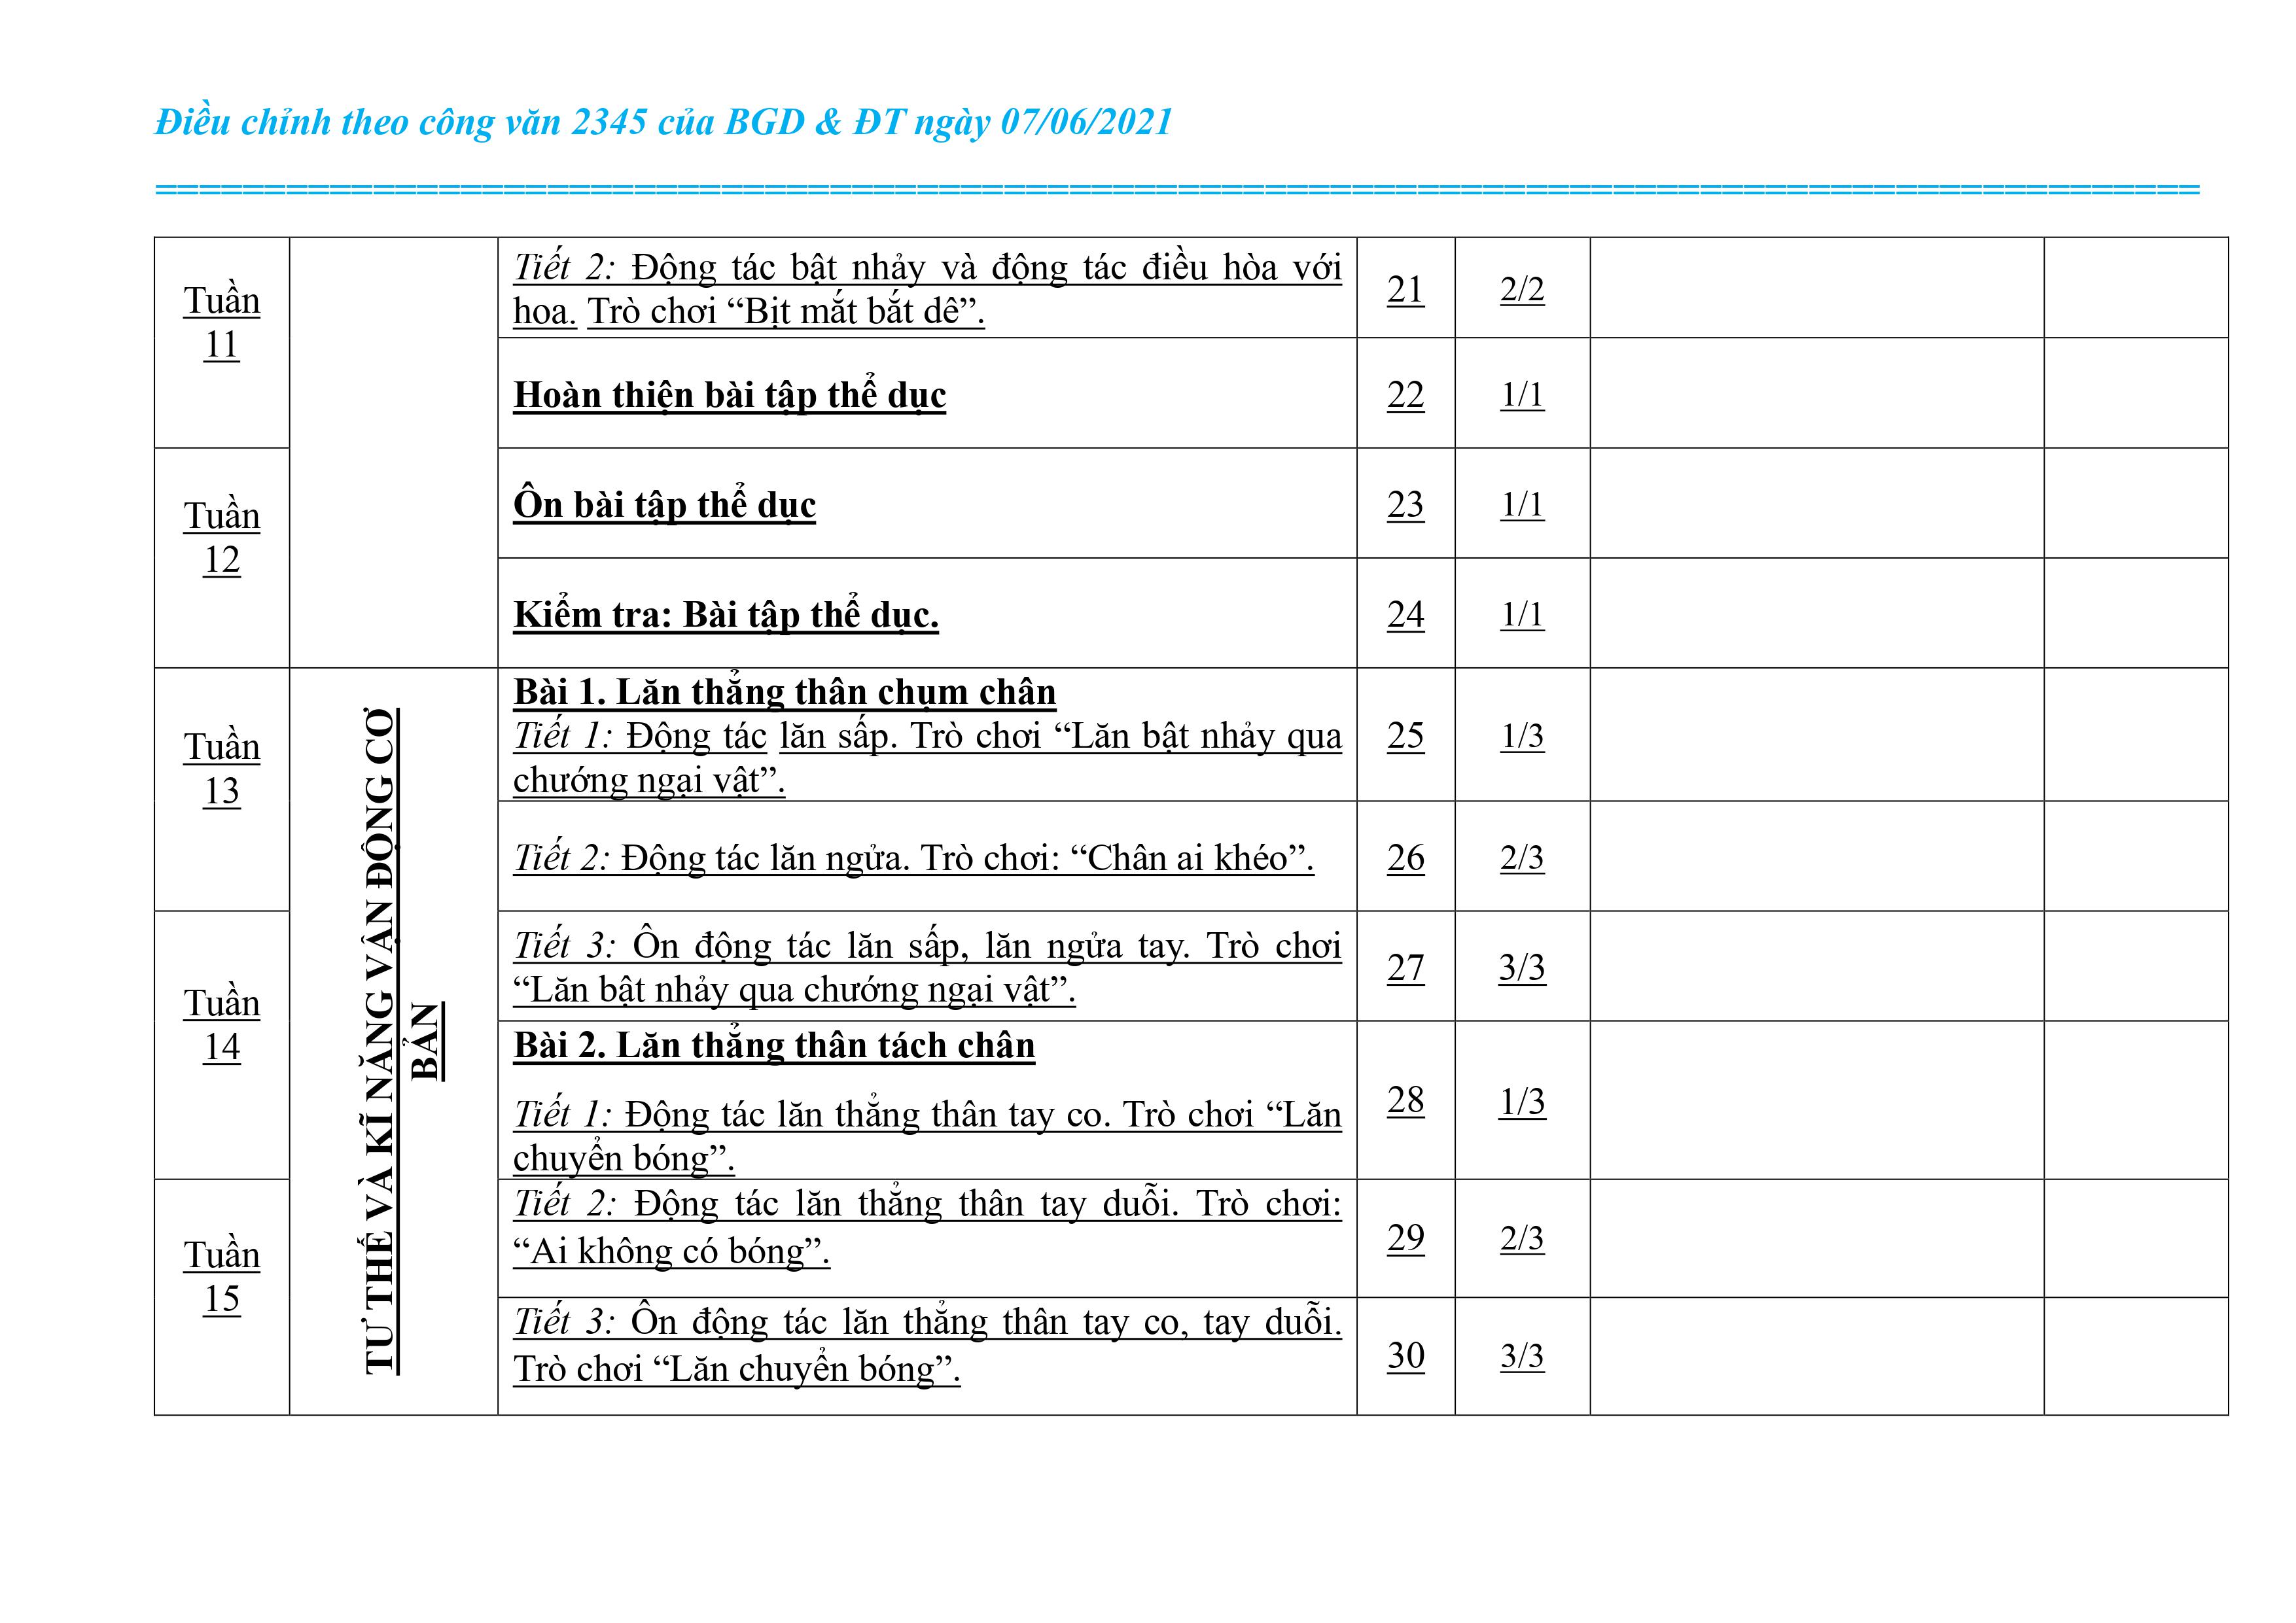 Điều chỉnh theo công văn 2345 của BGD & ĐT ngày 07/06/2021
==============================================================================================
Tuần
11
Tiết 2: Động tác bật nhảy và động tác điều hòa với
hoa. Trò chơi “Bịt mắt bắt dê”.
21
2/2
Hoàn thiện bài tập thể dục
22
1/1
Tuần
12
Ôn bài tập thể dục
23
1/1
Kiểm tra: Bài tập thể dục.
24
1/1
Tuần
13
TƯ THẾ VÀ KĨ NĂNG VẬN ĐỘNG CƠ
BẢN
Bài 1. Lăn thẳng thân chụm chân
Tiết 1: Động tác lăn sấp. Trò chơi “Lăn bật nhảy qua
chướng ngại vật”.
25
1/3
Tiết 2: Động tác lăn ngửa. Trò chơi: “Chân ai khéo”.
26
2/3
Tuần
14
Tiết 3: Ôn động tác lăn sấp, lăn ngửa tay. Trò chơi
“Lăn bật nhảy qua chướng ngại vật”.
27
3/3
Bài 2. Lăn thẳng thân tách chân
Tiết 1: Động tác lăn thẳng thân tay co. Trò chơi “Lăn
chuyển bóng”.
28
1/3
Tuần
15
Tiết 2: Động tác lăn thẳng thân tay duỗi. Trò chơi:
“Ai không có bóng”.
29
2/3
Tiết 3: Ôn động tác lăn thẳng thân tay co, tay duỗi.
Trò chơi “Lăn chuyển bóng”.
30
3/3